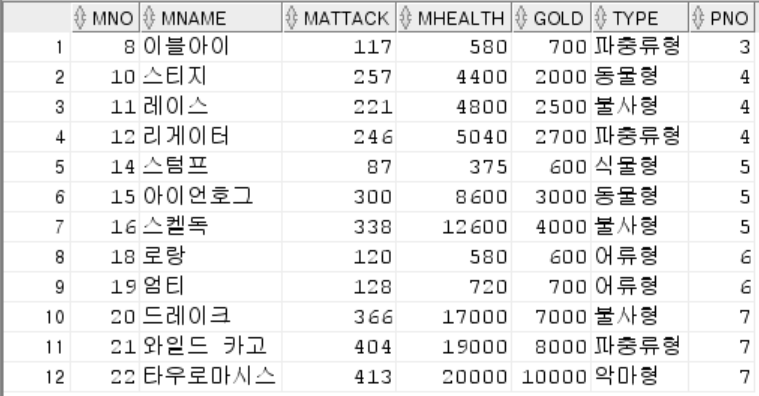 MNO MNAME MATTACK MHEALTH GOLD TYPE PNO
1 8 이블아이 117 580 700 파충류형 3
2 10 스티지 257 4400 2000 동물형 4
3 11 레이스 221 4800 2500 불사형 4
4 12 리게이터 246 5040 2700 파충류형 4
5 14 스텀프 87 375 600 식물형 5
6 15 아이언호그 300 8600 3000 동물형 5
7 16 스켈독 338 12600 4000 불사형 5
8 18 로랑 120 580 600 어류형 6
9 19 엄티 128 720 700 어류형 6
10 20 드레이크 366 17000 7000 불사형 7
11 21 와일드 카고 404 19000 8000 파충류형 7
12 22 타우로마시스 413 20000 10000 악마형 7